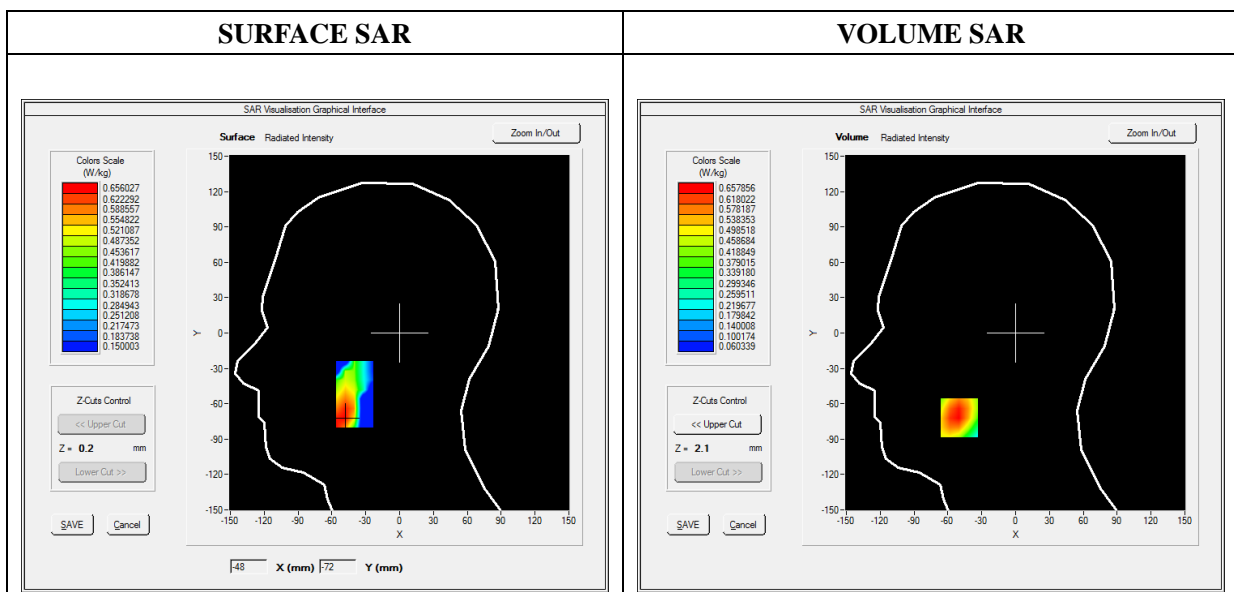 SURFACE SAR
VOLUME SAR
SAR Visualisation Graphical Interface
Surface Radiated Intensity
Zoom In/Out
Colors Scale
(W/kg)
0.656027
0.622292
0.588557
0.554822
0.521087
0.487352
0.453617
0.419882
0.386147
0.352413
0.318678
0.284943
0.251208
0.217473
0.183738
0.150003
150
120
90
60
30
0
-30
-60
-90
-120
-150
Y
-150 -120 -90 -60 -30 0 30 60 90 120 150
X
Z-Cuts Control
<< Upper Cut
Z = 0.2 mm
Lower Cut >>
SAVE Cancel
-48 X (mm) -72 Y (mm)
SAR Visualisation Graphical Interface
Volume Radiated Intensity
Zoom In/Out
Colors Scale
(W/kg)
0.657856
0.618022
0.578187
0.538353
0.498518
0.458684
0.418849
0.379015
0.339180
0.299346
0.259511
0.219677
0.179842
0.140008
0.100174
0.060339
150
120
90
60
30
0
-30
-60
-90
-120
-150
Y
-150 -120 -90 -60 -30 0 30 60 90 120 150
X
Z-Cuts Control
<< Upper Cut
Z = 2.1 mm
Lower Cut >>
SAVE Cancel